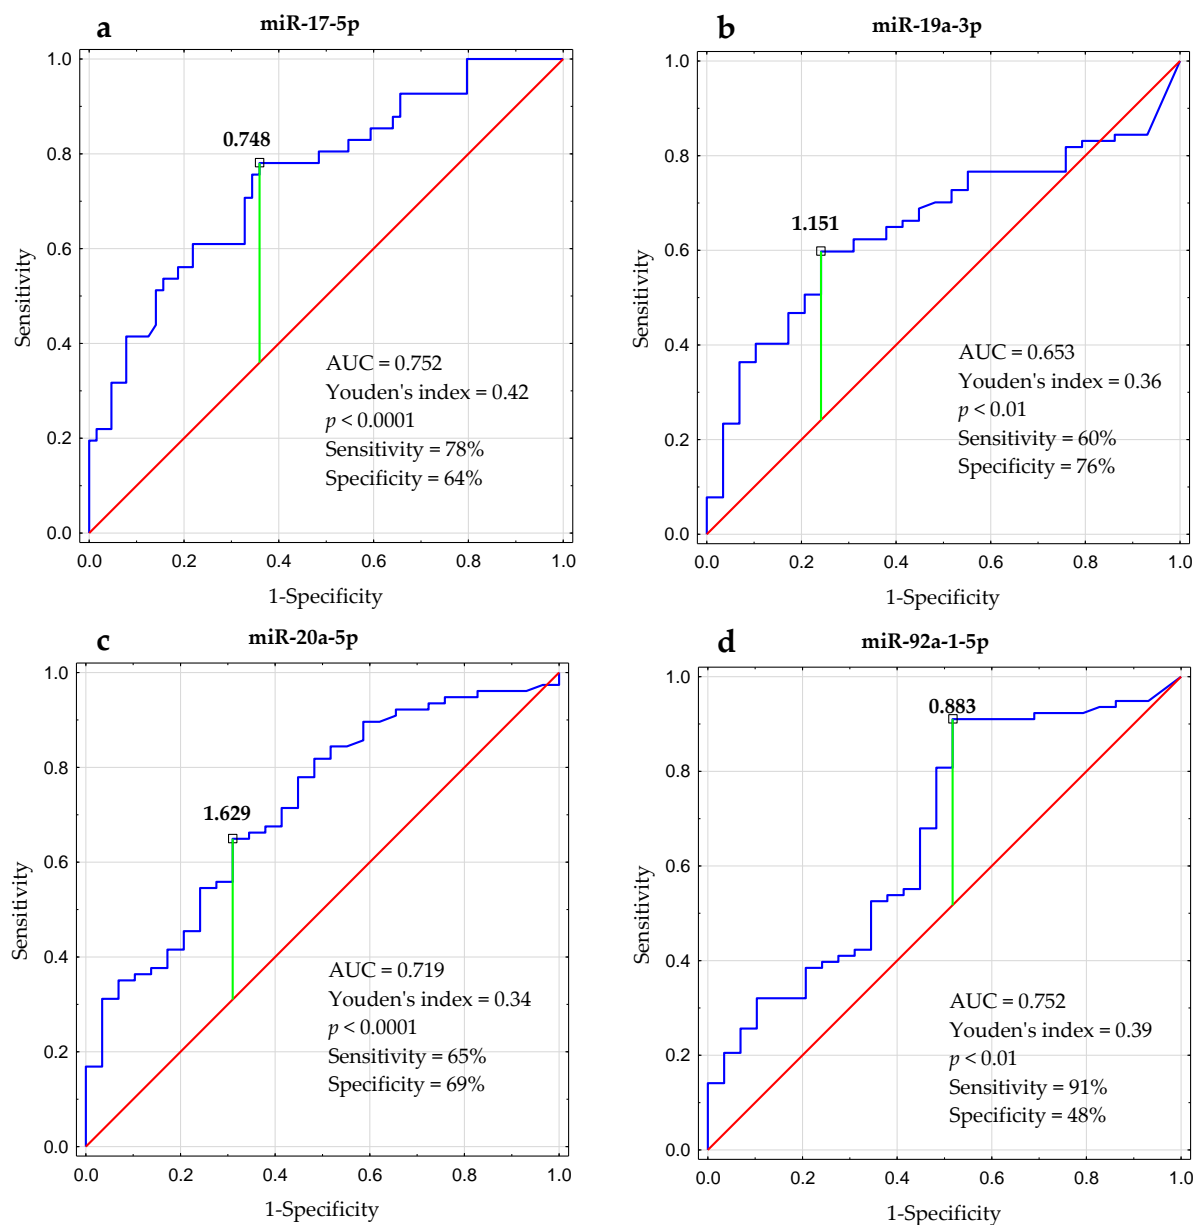 a
miR-17-5p
1.0
0.8
0.6
0.4
0.2
0.0
Sensitivity
0.748
AUC = 0.752
Youden's index = 0.42
p < 0.0001
Sensitivity = 78%
Specificity = 64%
0.0 0.2 0.4 0.6 0.8 1.0
1-Specificity
b
miR-19a-3p
1.0
0.8
0.6
0.4
0.2
0.0
Sensitivity
1.151
AUC = 0.653
Youden's index = 0.36
p < 0.01
Sensitivity = 60%
Specificity = 76%
0.0 0.2 0.4 0.6 0.8 1.0
1-Specificity
c
miR-20a-5p
1.0
0.8
0.6
0.4
0.2
0.0
Sensitivity
1.629
AUC = 0.719
Youden's index = 0.34
p < 0.0001
Sensitivity = 65%
Specificity = 69%
0.0 0.2 0.4 0.6 0.8 1.0
1-Specificity
d
miR-92a-1-5p
1.0
0.8
0.6
0.4
0.2
0.0
Sensitivity
0.883
AUC = 0.752
Youden's index = 0.39
p < 0.01
Sensitivity = 91%
Specificity = 48%
0.0 0.2 0.4 0.6 0.8 1.0
1-Specificity